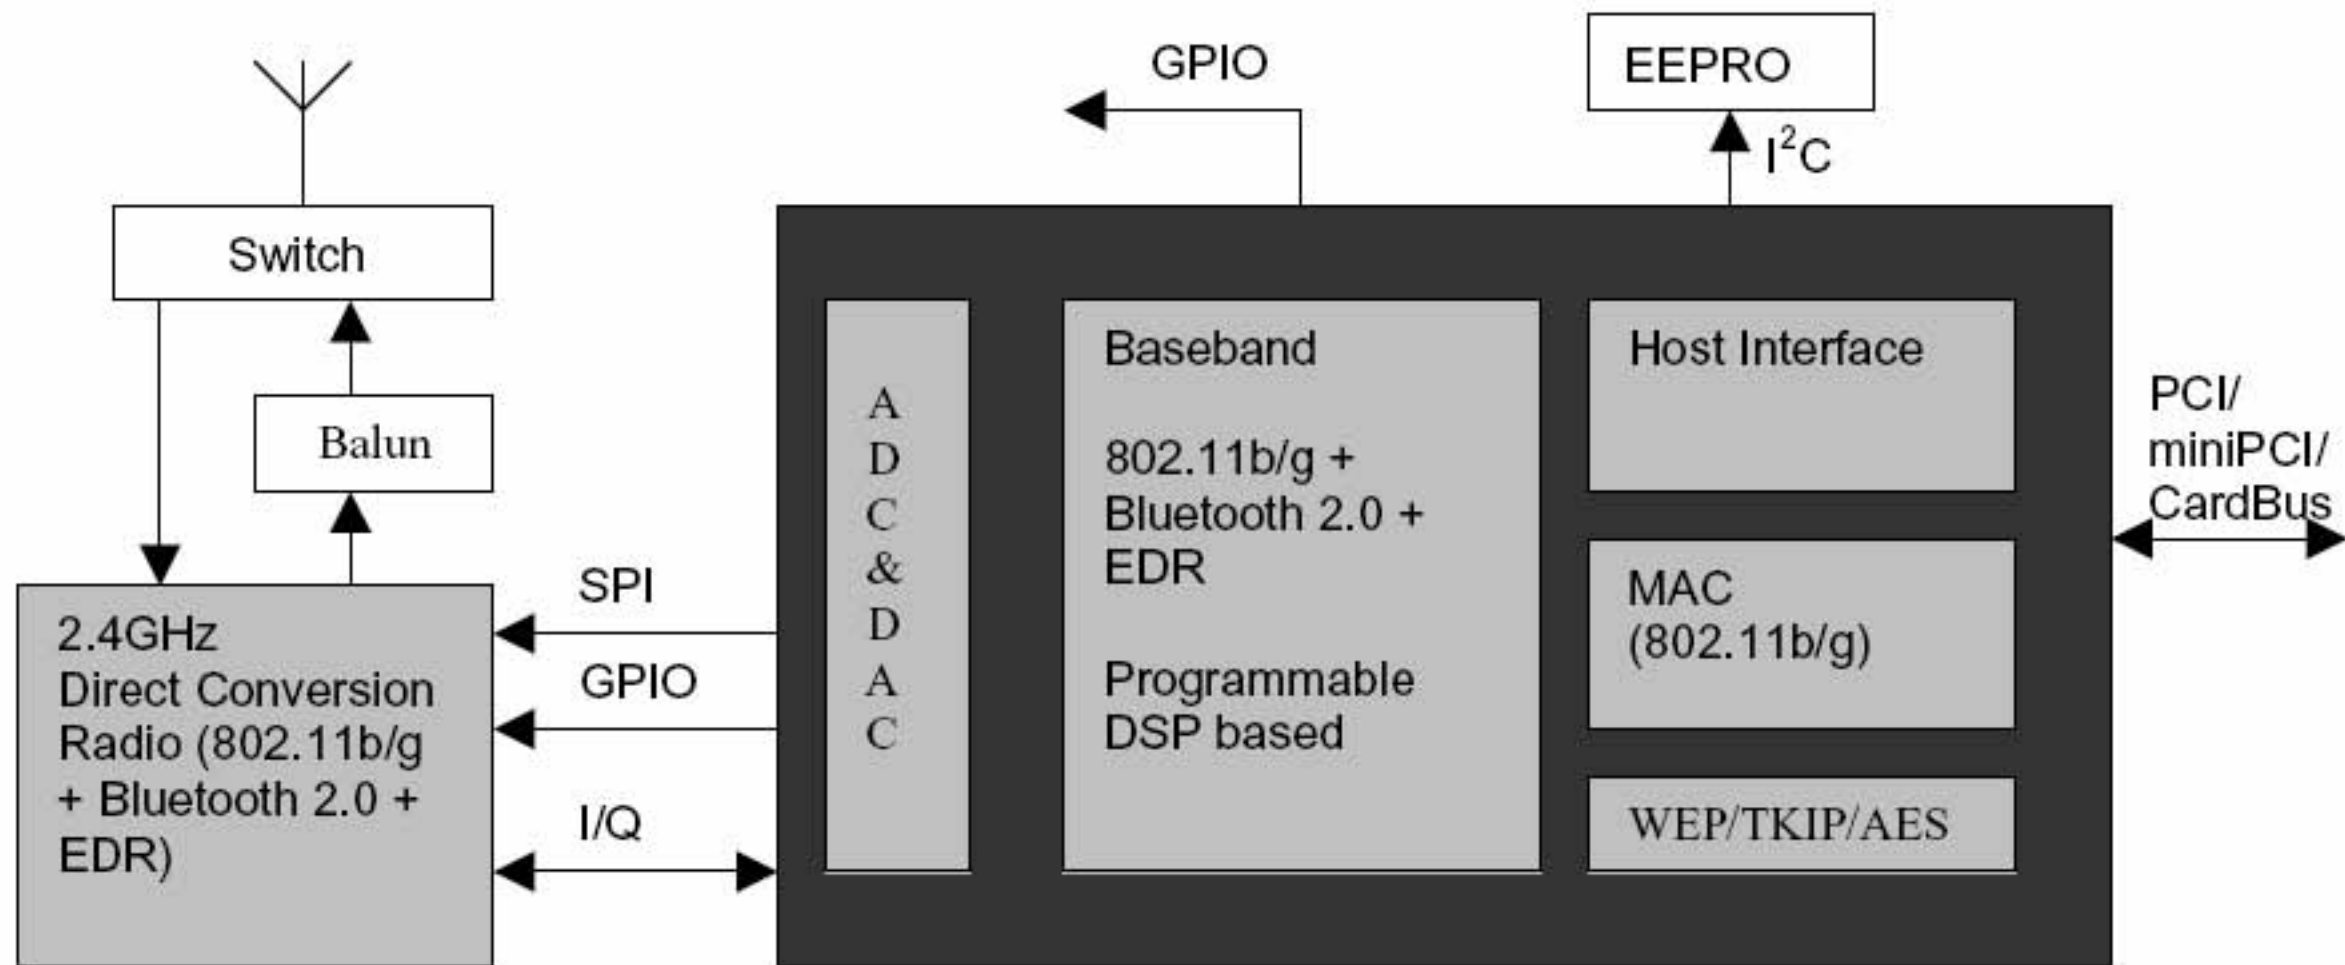 GPIO
EEPRO
I²C
Switch
Balun
2.4GHz
Direct Conversion
Radio (802.11b/g
+ Bluetooth 2.0 +
EDR)
SPI
GPIO
I/Q
A
D
C
&
D
A
C
Baseband
802.11b/g +
Bluetooth 2.0 +
EDR
Programmable
DSP based
Host Interface
MAC
(802.11b/g)
WEP/TKIP/AES
PCI/
miniPCI/
CardBus